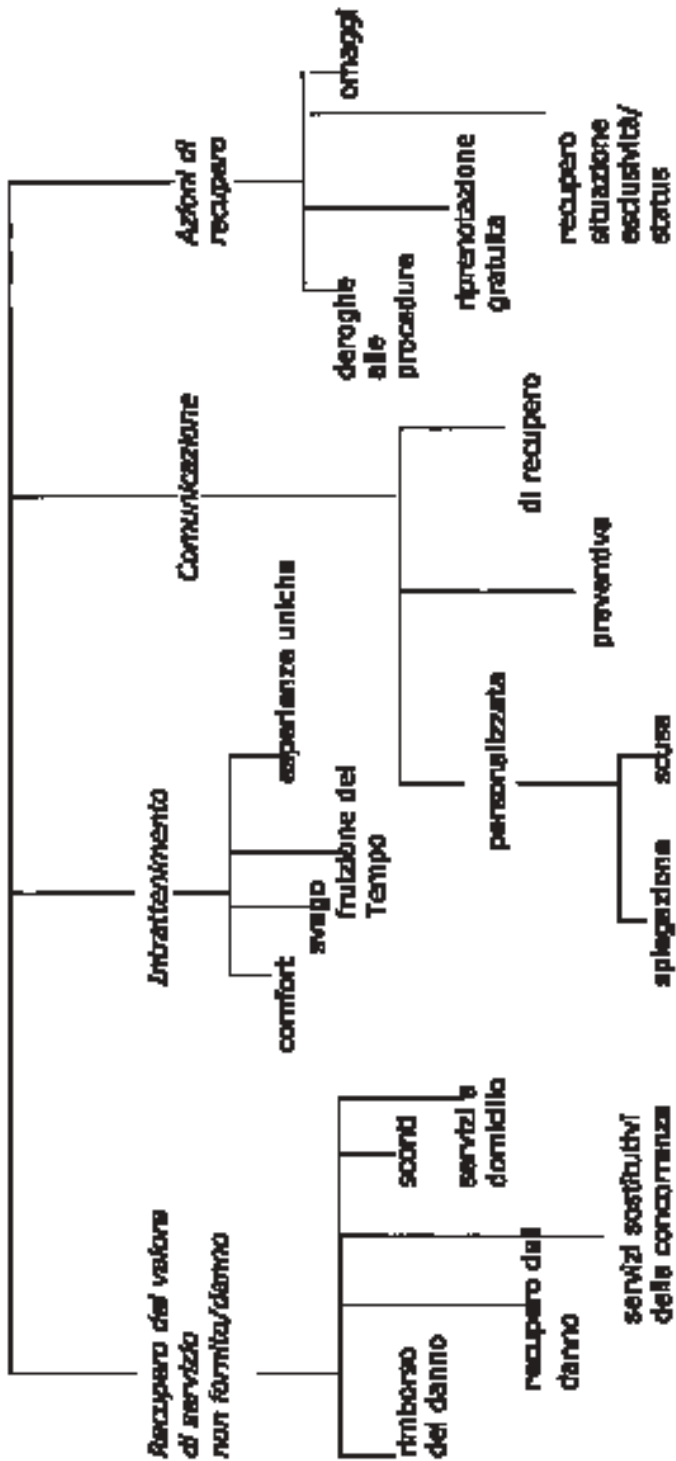 Recupero del valore
di servizio
non fornito/danno
rimborso
del danno
recupero del
danno
servizi sostitutivi
della concorrenza
sconti
servizi a
domicilio
Intrattenimento
comfort
svago
fruizione del
Tempo
esperienze uniche
Comunicazione
personalizzata
spiegazione
scuse
preventiva
di recupero
Azioni di
recupero
deroghe
alle
procedure
riprenotazione
gratuita
recupero
situazione
esclusività/
status
omaggi